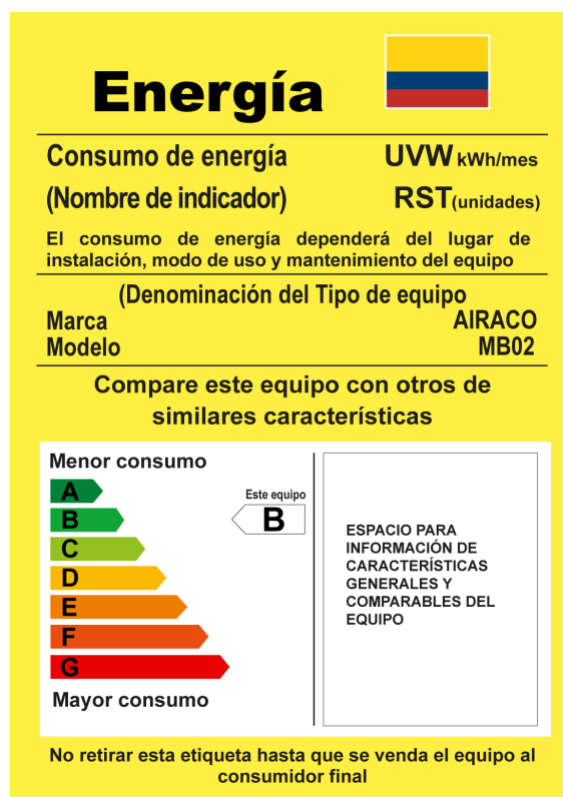 Energía
Consumo de energía UVW kWh/mes
(Nombre de indicador) RST(unidades)
El consumo de energía dependerá del lugar de
instalación, modo de uso y mantenimiento del equipo
(Denominación del Tipo de equipo
Marca AIRACO
Modelo MB02
Compare este equipo con otros de
similares características
Menor consumo
A
B
C
D
E
F
G
Mayor consumo
Este equipo
B
ESPACIO PARA
INFORMACIÓN DE
CARACTERÍSTICAS
GENERALES Y
COMPARABLES DEL
EQUIPO
No retirar esta etiqueta hasta que se venda el equipo al
consumidor final